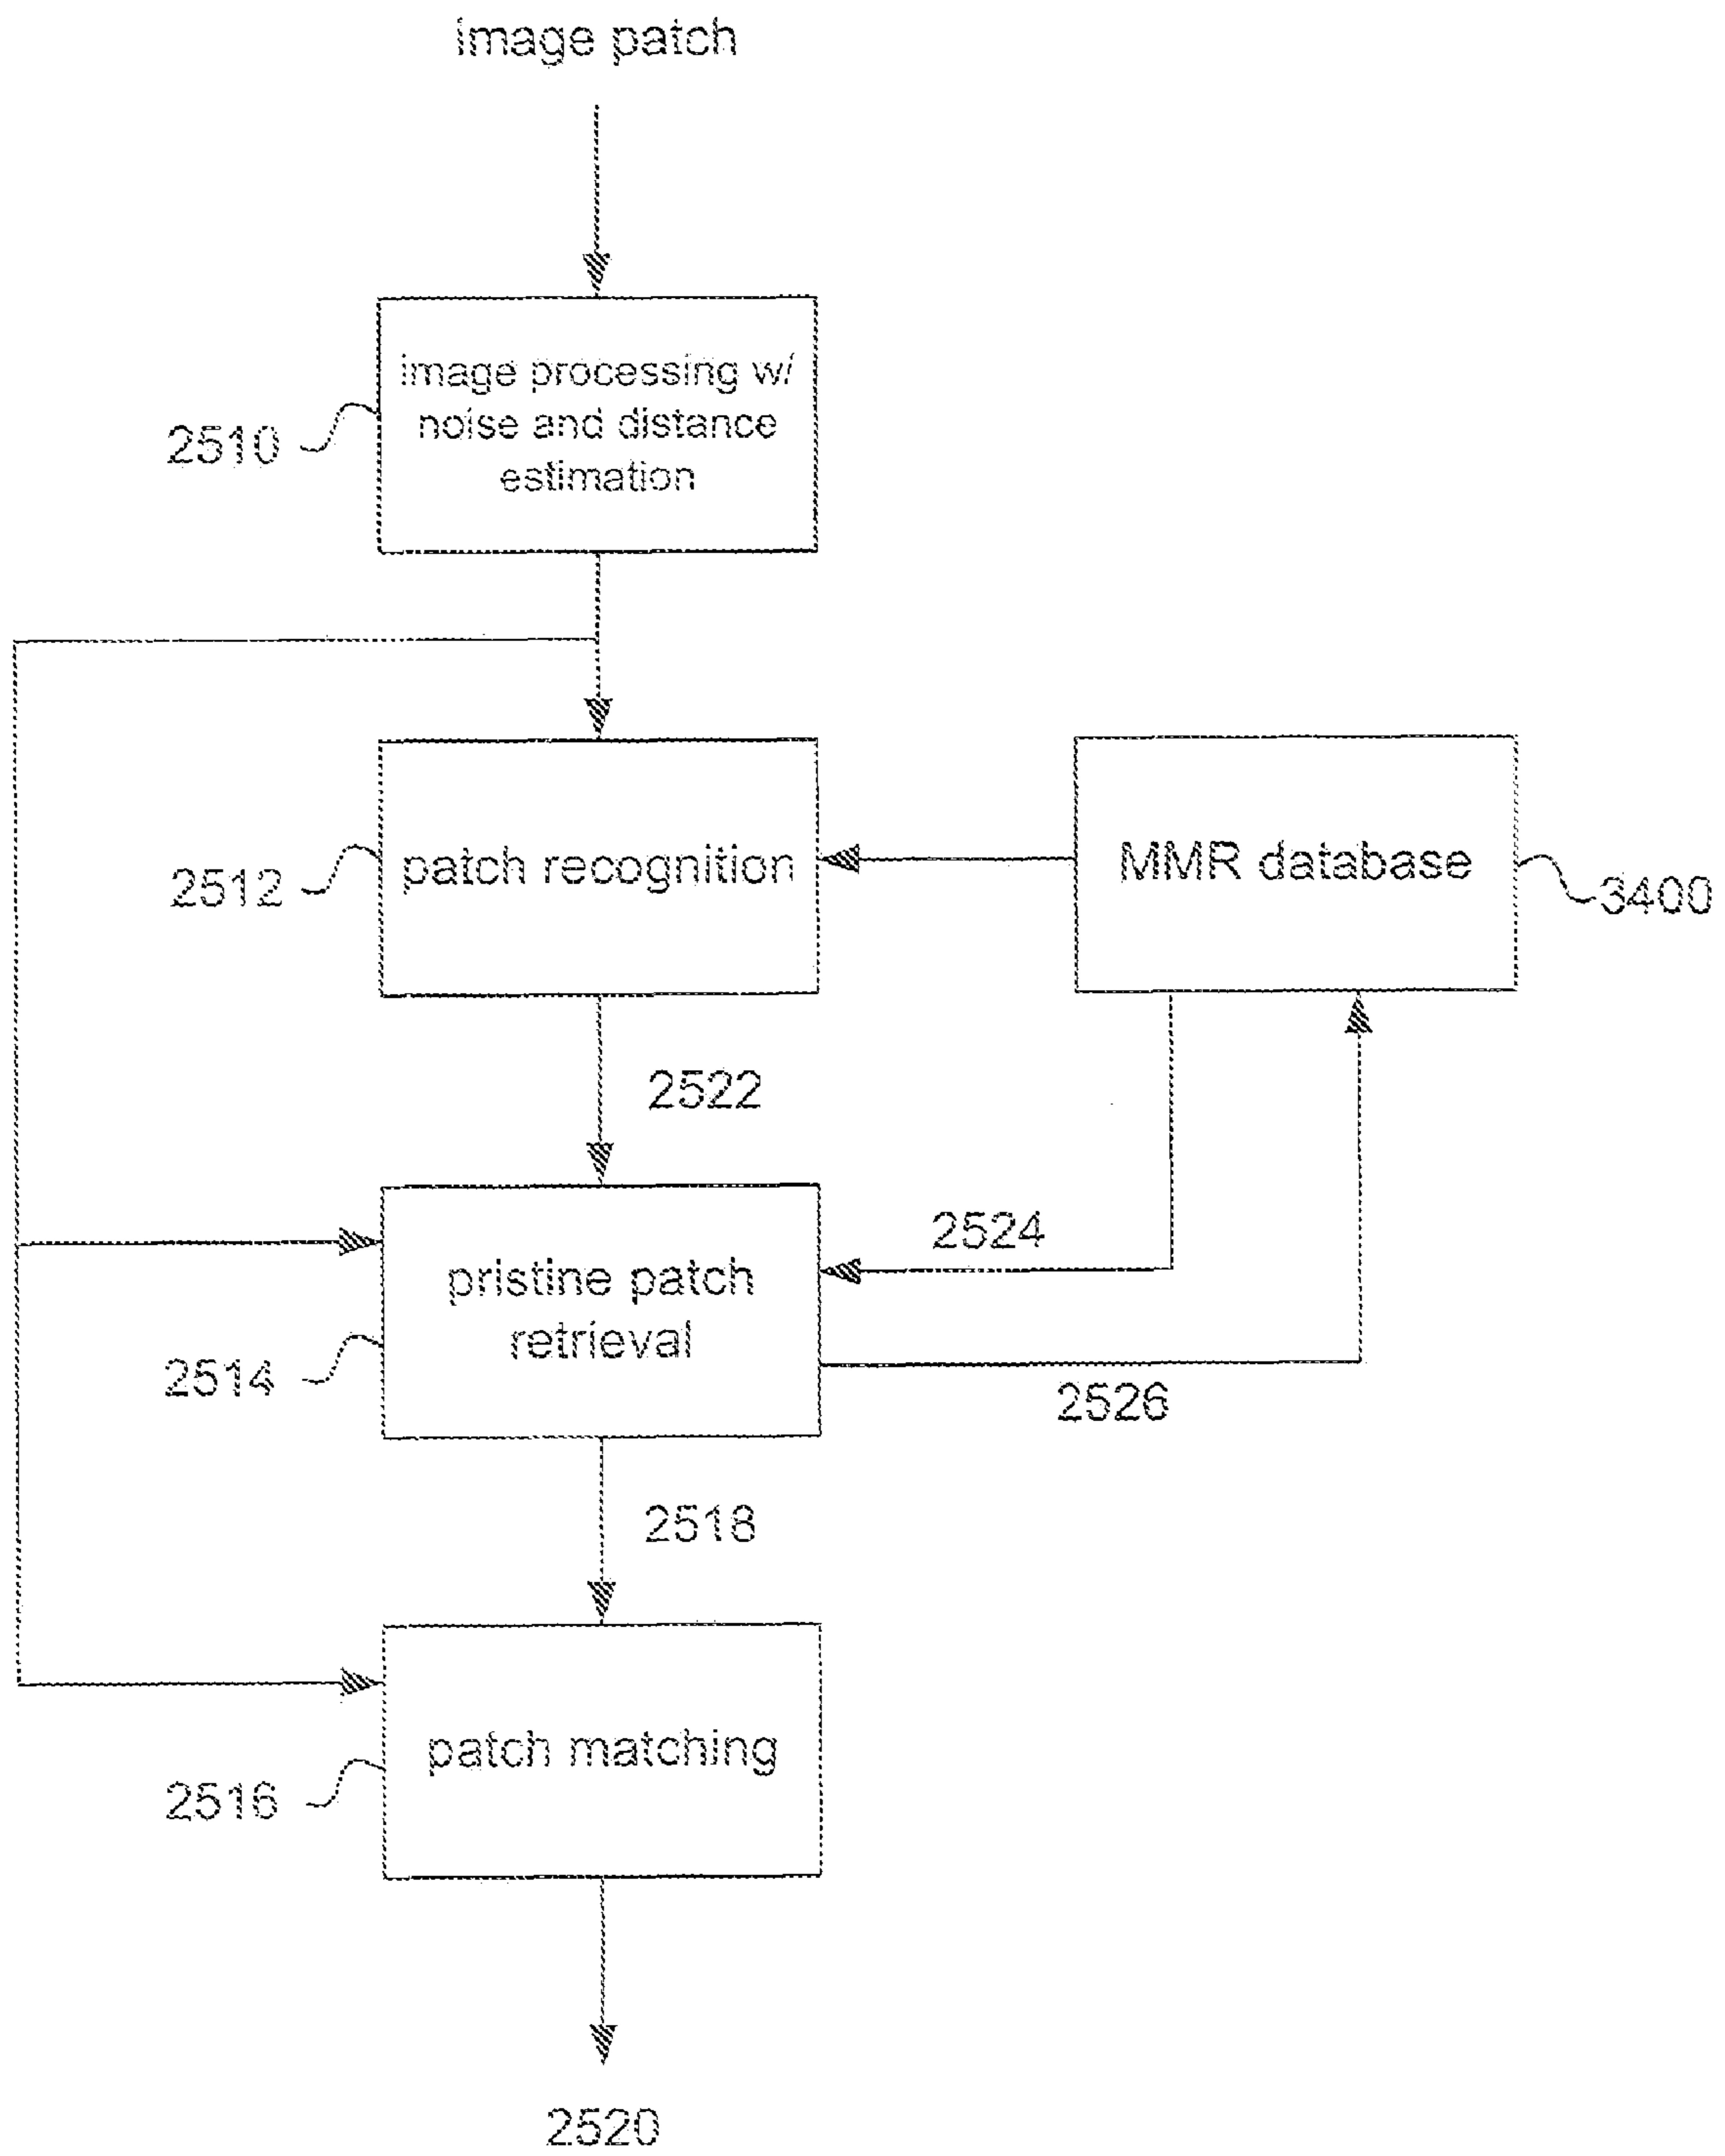 image patch
image processing w/
noise and distance
estimation
2510
patch recognition
2512
MMR database
3400
2522
pristine patch
retrieval
2514
2524
2526
2518
patch matching
2516
2520